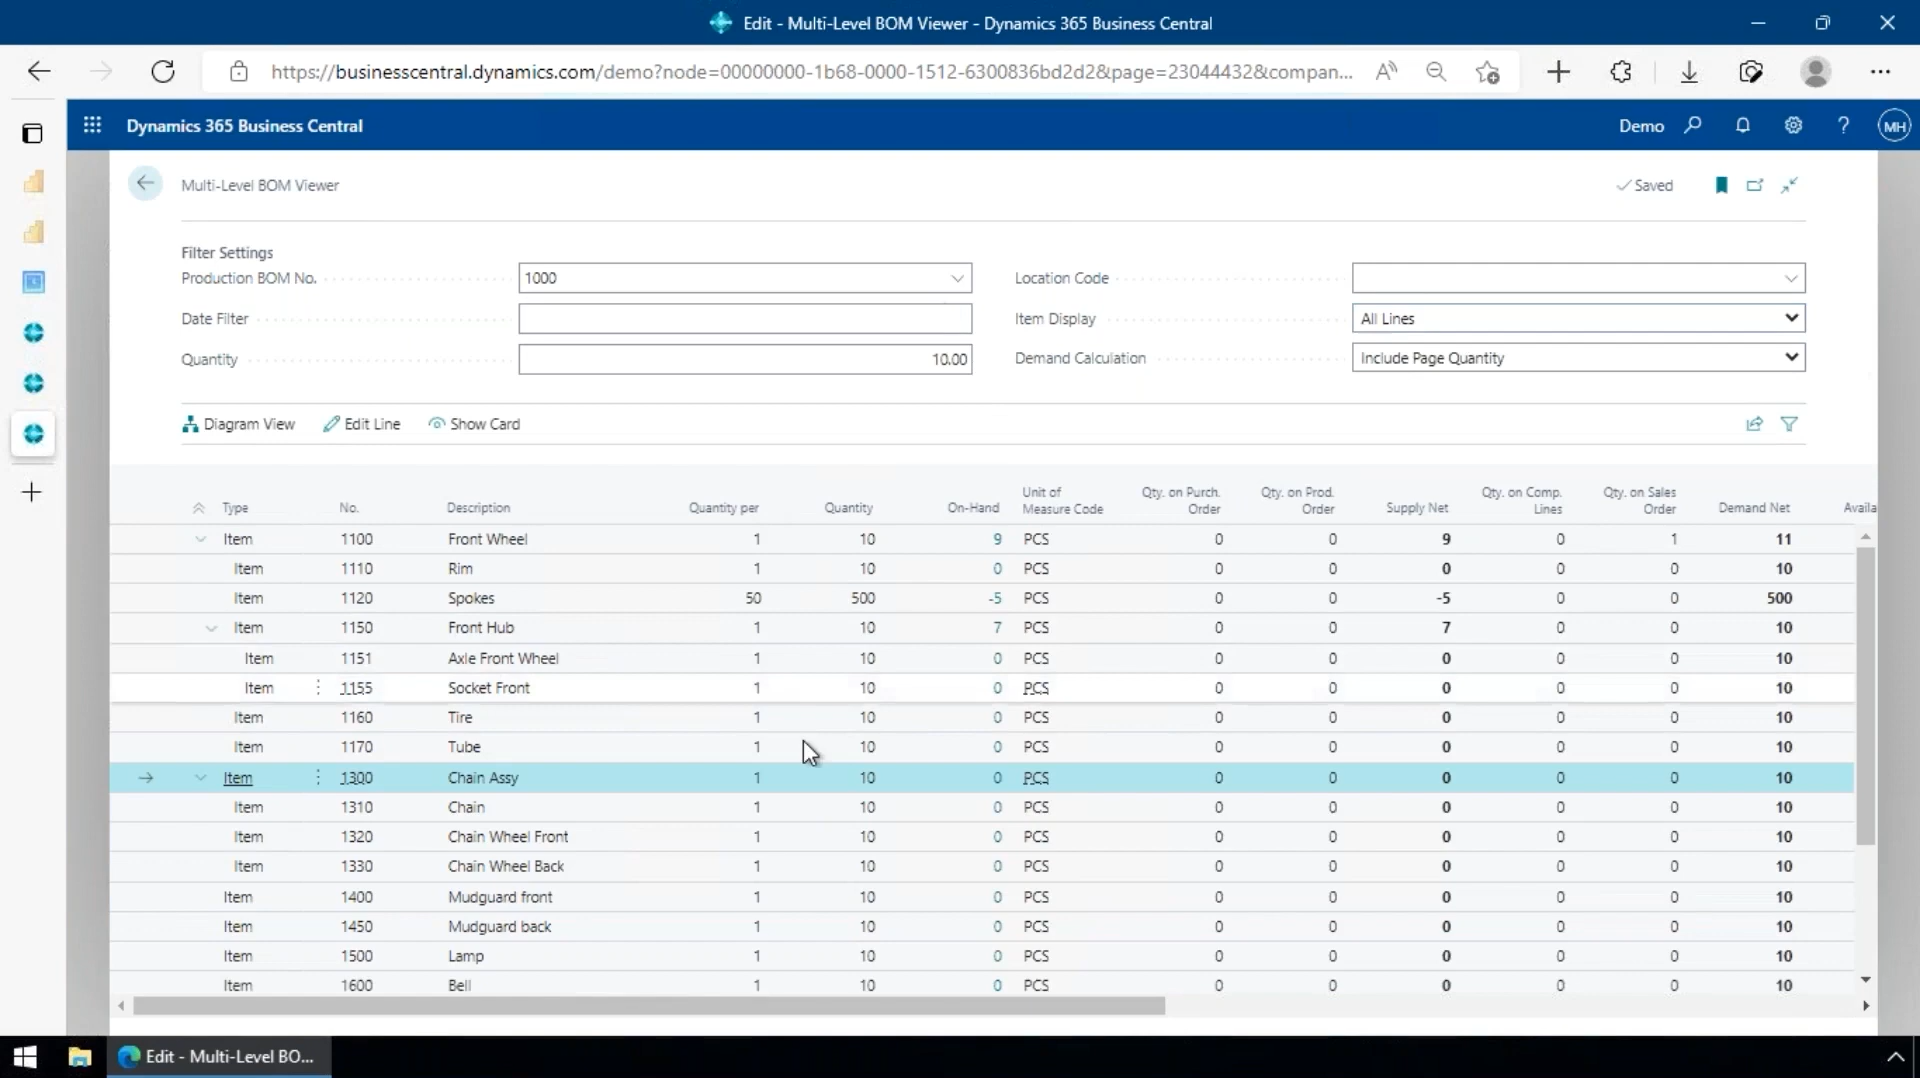 Edit - Multi-Level BOM Viewer - Dynamics 365 Business Central
https://businesscentral.dynamics.com/demo?node=00000000-1b68-0000-1512-6300836bd2d2&page=23044432&compan...
Dynamics 365 Business Central
Demo
MH
Multi-Level BOM Viewer
Saved
Filter Settings
Production BOM No. 1000 Location Code
Date Filter Item Display All Lines
Quantity 10.00 Demand Calculation Include Page Quantity
Diagram View Edit Line Show Card
Type No. Description Quantity per Quantity On-Hand Unit of Measure Code Qty. on Purch. Order Qty. on Prod. Order Supply Net Qty. on Comp. Lines Qty. on Sales Order Demand Net Availa
Item 1100 Front Wheel 1 10 9 PCS 0 0 9 0 1 11
Item 1110 Rim 1 10 0 PCS 0 0 0 0 0 10
Item 1120 Spokes 50 500 -5 PCS 0 0 -5 0 0 500
Item 1150 Front Hub 1 10 7 PCS 0 0 7 0 0 10
Item 1151 Axle Front Wheel 1 10 0 PCS 0 0 0 0 0 10
Item 1155 Socket Front 1 10 0 PCS 0 0 0 0 0 10
Item 1160 Tire 1 10 0 PCS 0 0 0 0 0 10
Item 1170 Tube 1 10 0 PCS 0 0 0 0 0 10
Item 1300 Chain Assy 1 10 0 PCS 0 0 0 0 0 10
Item 1310 Chain 1 10 0 PCS 0 0 0 0 0 10
Item 1320 Chain Wheel Front 1 10 0 PCS 0 0 0 0 0 10
Item 1330 Chain Wheel Back 1 10 0 PCS 0 0 0 0 0 10
Item 1400 Mudguard front 1 10 0 PCS 0 0 0 0 0 10
Item 1450 Mudguard back 1 10 0 PCS 0 0 0 0 0 10
Item 1500 Lamp 1 10 0 PCS 0 0 0 0 0 10
Item 1600 Bell 1 10 0 PCS 0 0 0 0 0 10
Edit - Multi-Level BO...